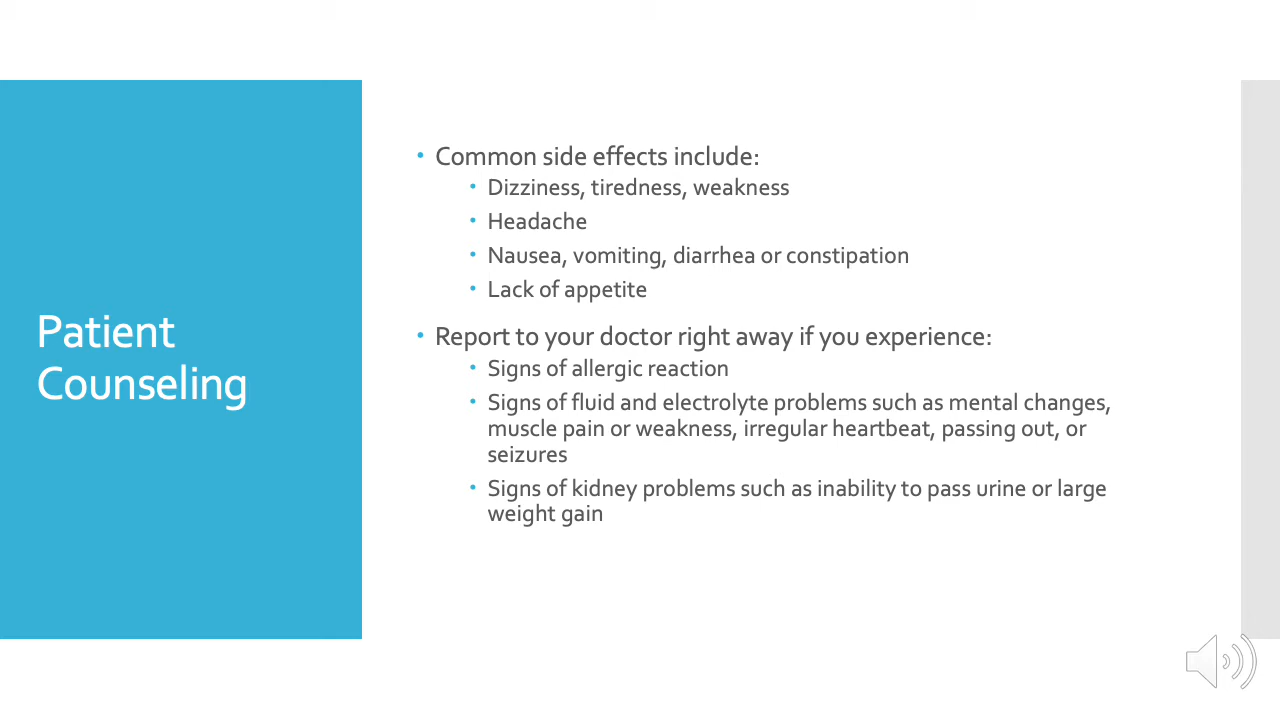 Patient
Counseling
• Common side effects include:
• Dizziness, tiredness, weakness
• Headache
• Nausea, vomiting, diarrhea or constipation
• Lack of appetite
• Report to your doctor right away if you experience:
• Signs of allergic reaction
• Signs of fluid and electrolyte problems such as mental changes,
muscle pain or weakness, irregular heartbeat, passing out, or
seizures
• Signs of kidney problems such as inability to pass urine or large
weight gain